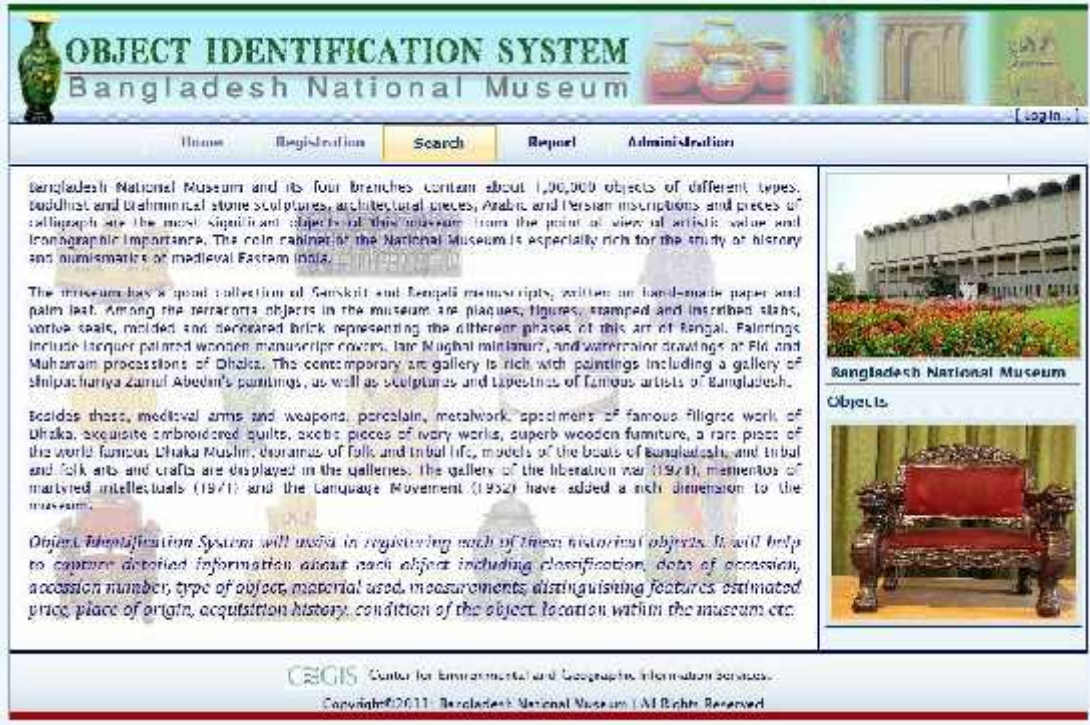 OBJECT IDENTIFICATION SYSTEM
Bangladesh National Museum
[ Login... ]
Home Registration Search Report Administration
Bangladesh National Museum and its four branches contain about 1,00,000 objects of different types.
Buddhist and Brahminical stone sculptures, architectural pieces, Arabic and Persian inscriptions and pieces of
calligraph are the most significant objects of this museum from the point of view of artistic value and
iconographic importance. The coin cabinet of the National Museum is especially rich for the study of history
and numismatics of medieval Eastern India.
The museum has a good collection of Sanskrit and Bengali manuscripts, written on hand-made paper and
palm leaf. Among the terracotta objects in the museum are plaques, figures, stamped and inscribed slabs,
votive seals, molded and decorated brick representing the different phases of this art of Bengal. Paintings
include lacquer painted wooden manuscript covers, late Mughal miniature, and watercolor drawings of Eid and
Muharram processions of Dhaka. The contemporary art gallery is rich with paintings including a gallery of
Shilpachariya Zainul Abedin's paintings, as well as sculptures and tapestries of famous artists of Bangladesh.
Besides these, medieval arms and weapons, porcelain, metalwork, specimens of famous filigree work of
Dhaka, exquisite embroidered quilts, exotic pieces of ivory works, superb wooden furniture, a rare piece of
the world famous Dhaka Muslin, dioramas of folk and tribal life, models of the boats of Bangladesh, and tribal
and folk arts and crafts are displayed in the galleries. The gallery of the liberation war (1971), mementos of
martyred intellectuals (1971) and the Language Movement (1952) have added a rich dimension to the
museum.
Object Identification System will assist in registering each of these historical objects. It will help
to capture detailed information about each object including classification, date of accession,
accession number, type of object, material used, measurements, distinguishing features, estimated
price, place of origin, acquisition history, condition of the object, location within the museum etc.
Bangladesh National Museum
Objects
CEGIS Center for Environmental and Geographic Information Services.
Copyright©2011: Bangladesh National Museum | All Rights Reserved